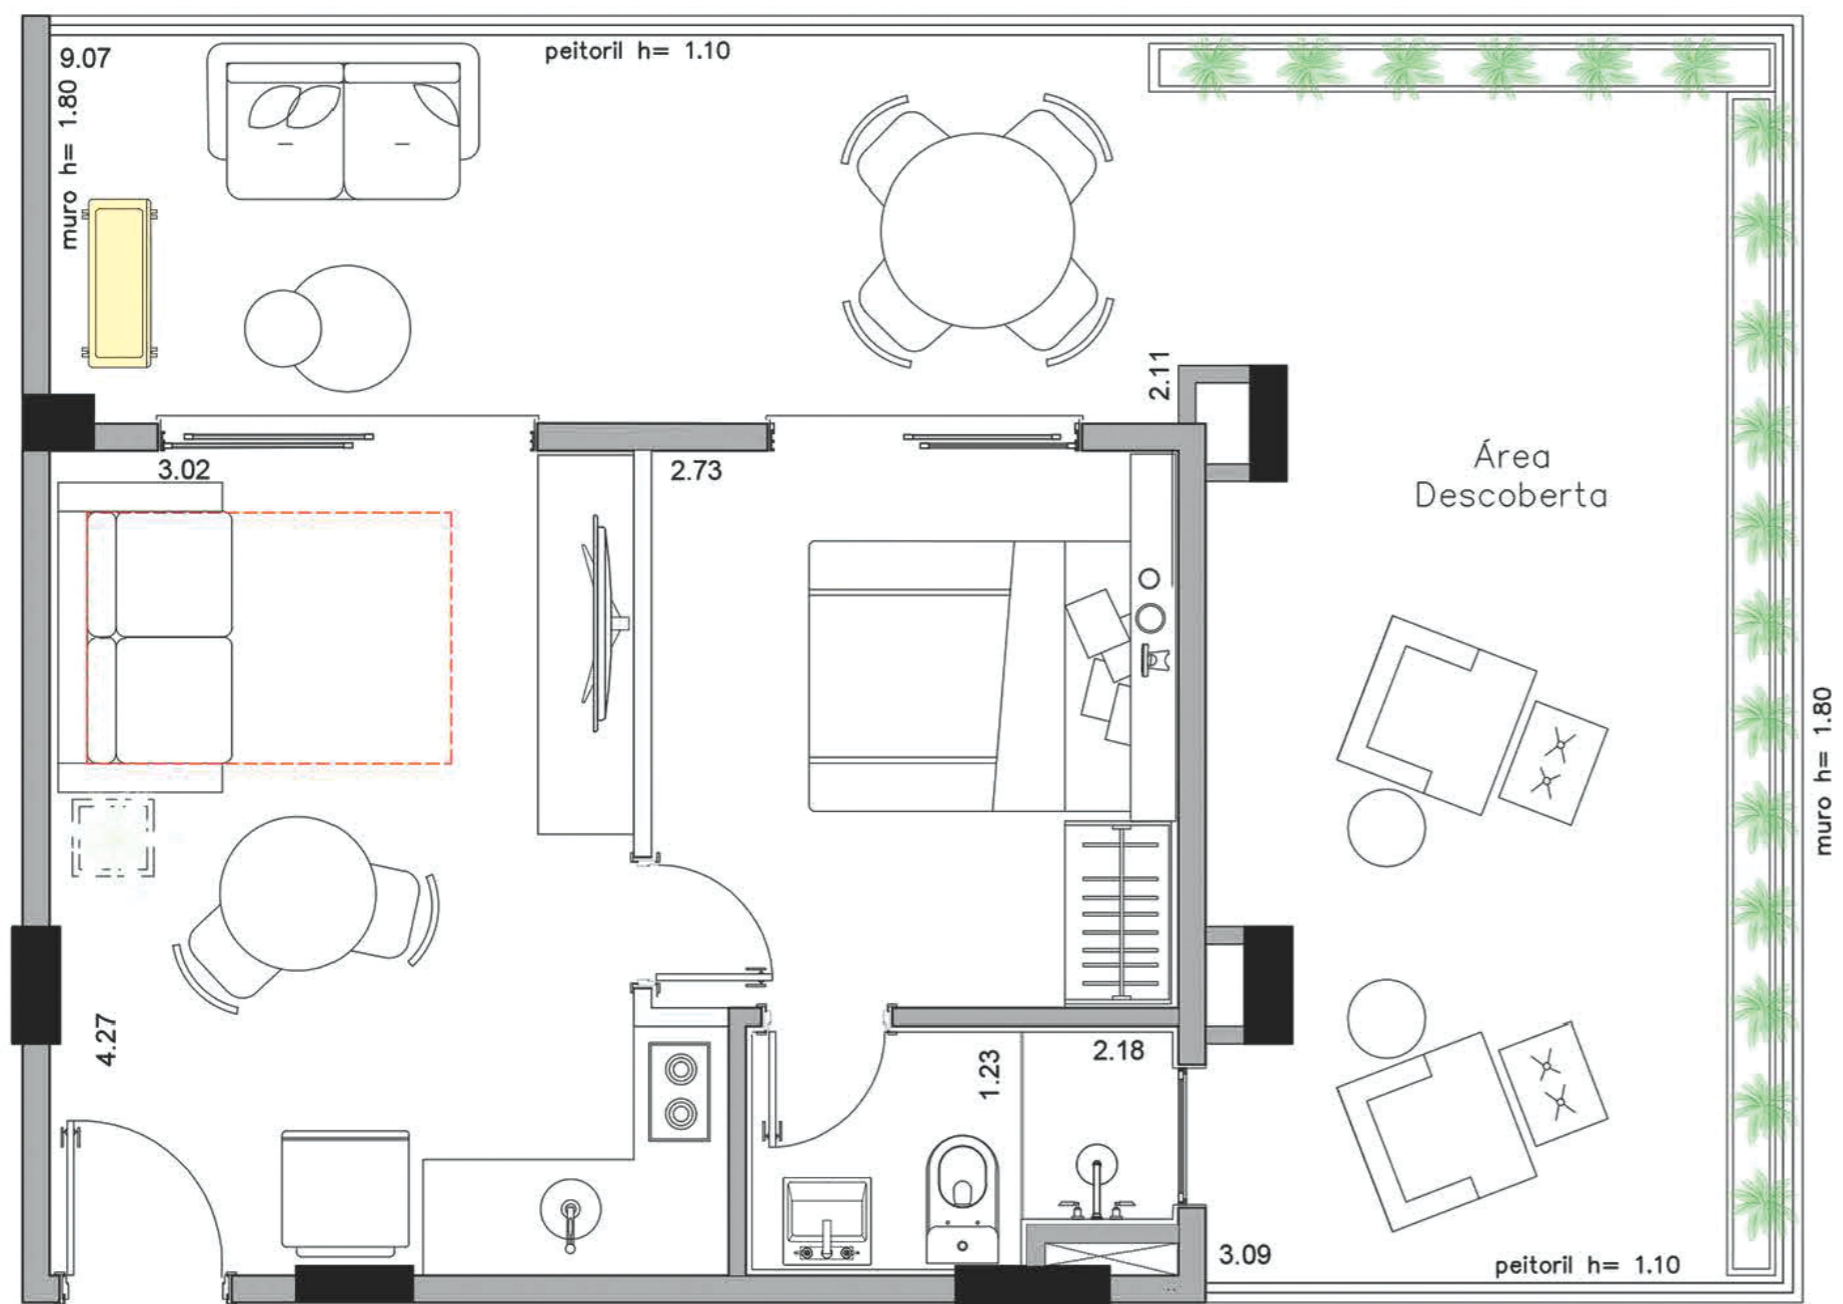 9.07
muro h= 1.80
peitoril h= 1.10
2.11
3.02
2.73
Área
Descoberta
muro h= 1.80
4.27
1.23
2.18
3.09
peitoril h= 1.10